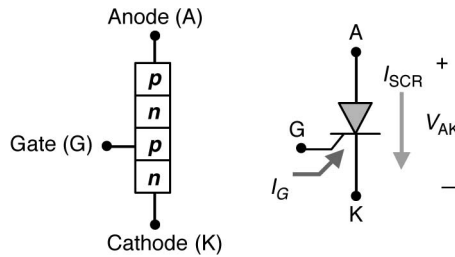 Anode (A)
p
n
Gate (G)
p
n
Cathode (K)
A
I_SCR
+
G
V_AK
I_G
K
–